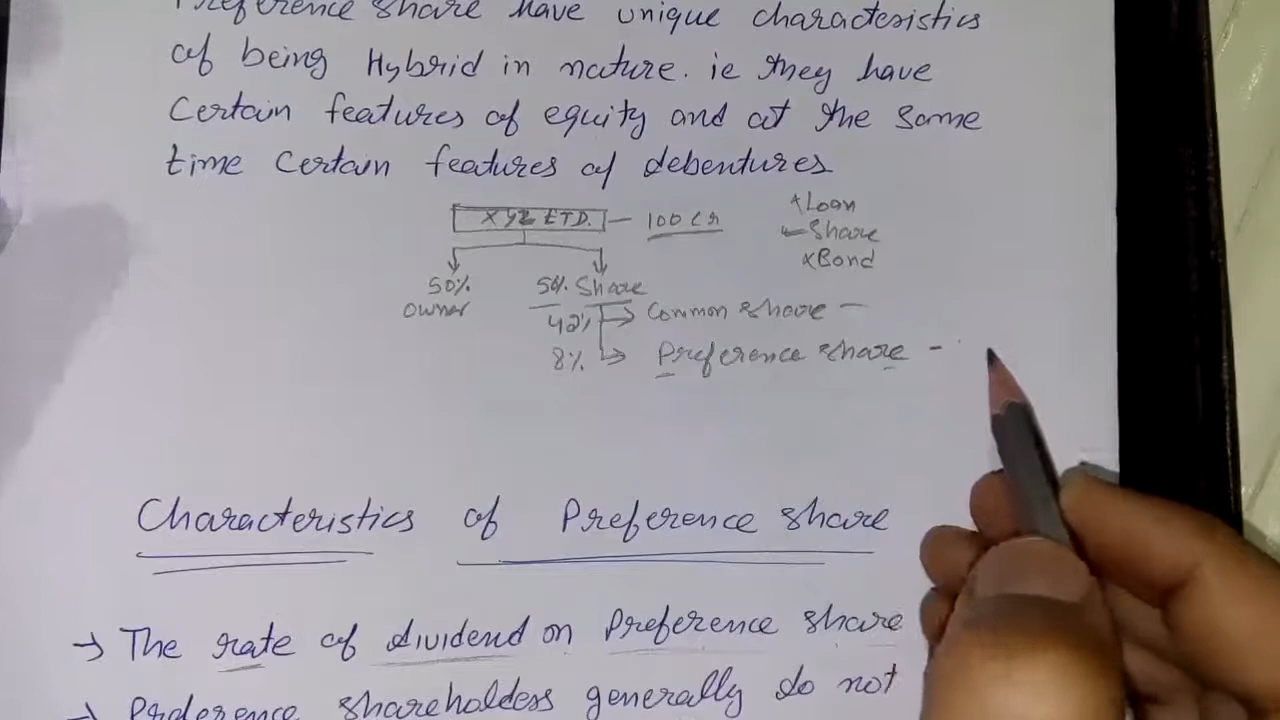 Preference Share have unique characteristics
of being Hybrid in nature. ie they have
Certain features of equity and at the same
time Certain features of debentures
XYZ LTD. - 100 Cr
* Loan
Share
* Bond
50% Owner
50% Share
42% Common Share -
8% Preference Share -
Characteristics of Preference Share
→ The rate of dividend on Preference Share
→ Preference Shareholders generally do not